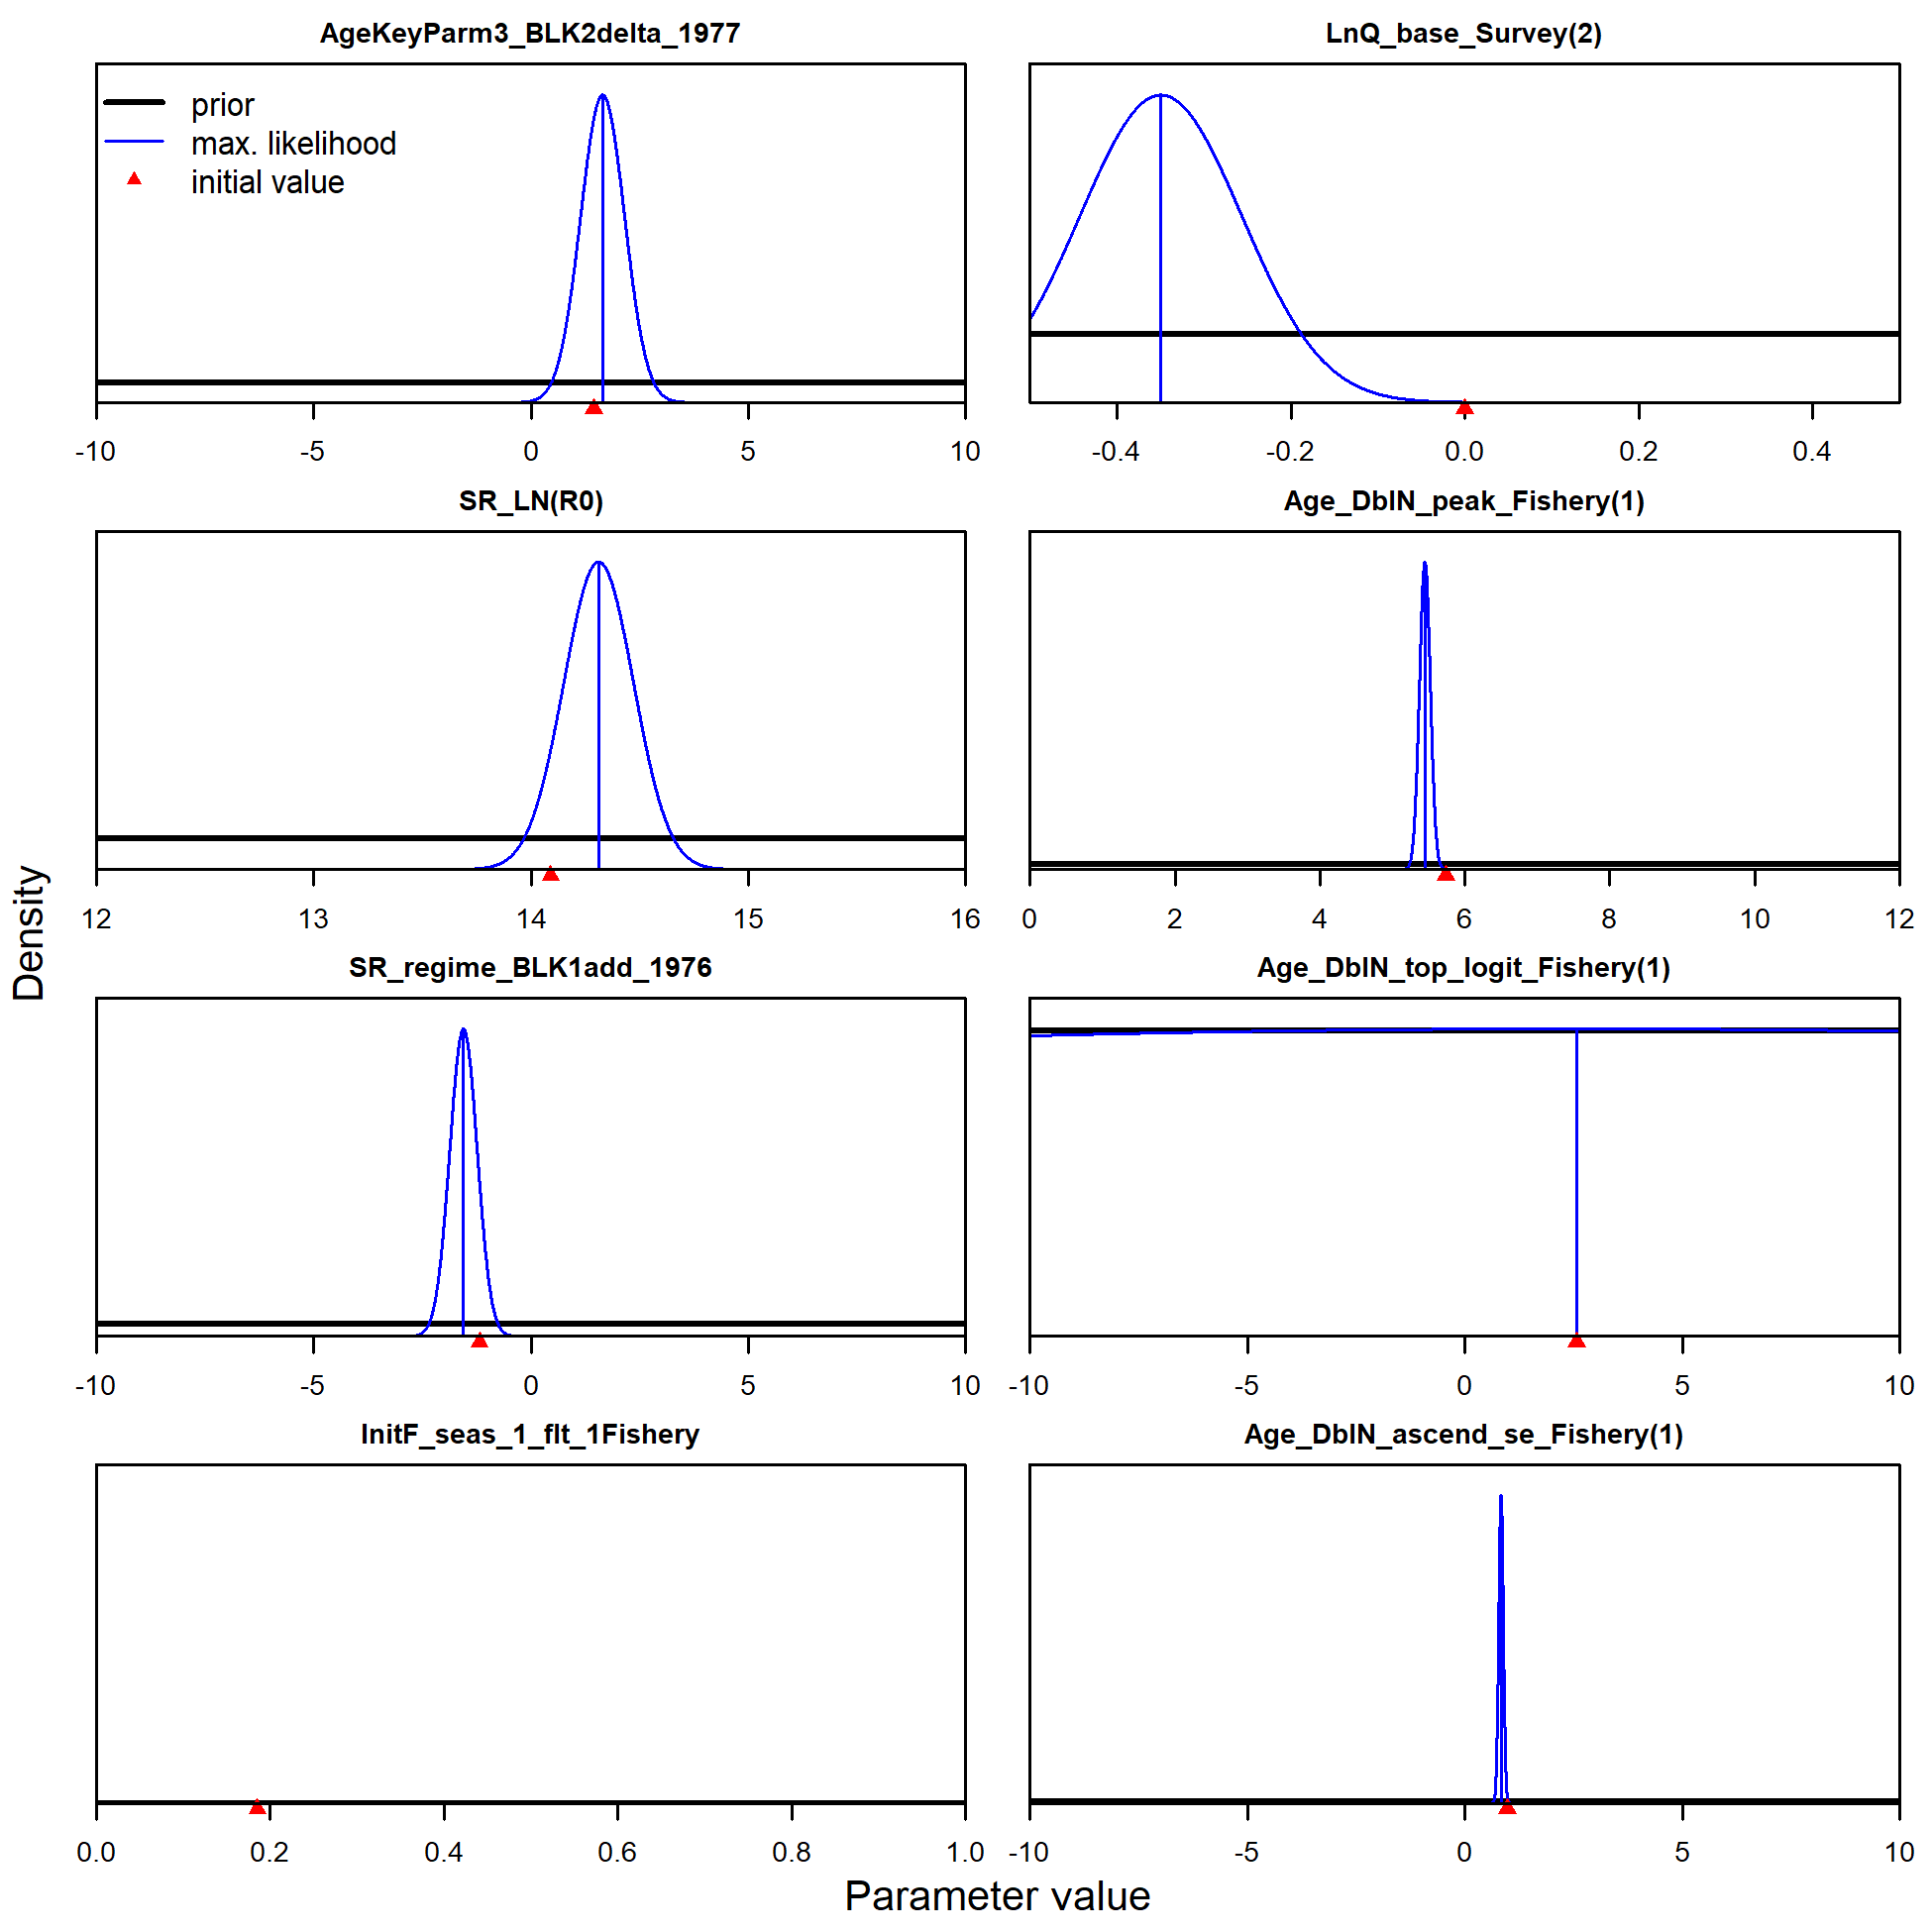 AgeKeyParm3_BLK2delta_1977
prior
max. likelihood
initial value
-10 -5 0 5 10
LnQ_base_Survey(2)
-0.4 -0.2 0.0 0.2 0.4
SR_LN(R0)
12 13 14 15 16
Age_DblN_peak_Fishery(1)
0 2 4 6 8 10 12
SR_regime_BLK1add_1976
-10 -5 0 5 10
Age_DblN_top_logit_Fishery(1)
-10 -5 0 5 10
InitF_seas_1_flt_1Fishery
0.0 0.2 0.4 0.6 0.8 1.0
Age_DblN_ascend_se_Fishery(1)
-10 -5 0 5 10
Density
Parameter value